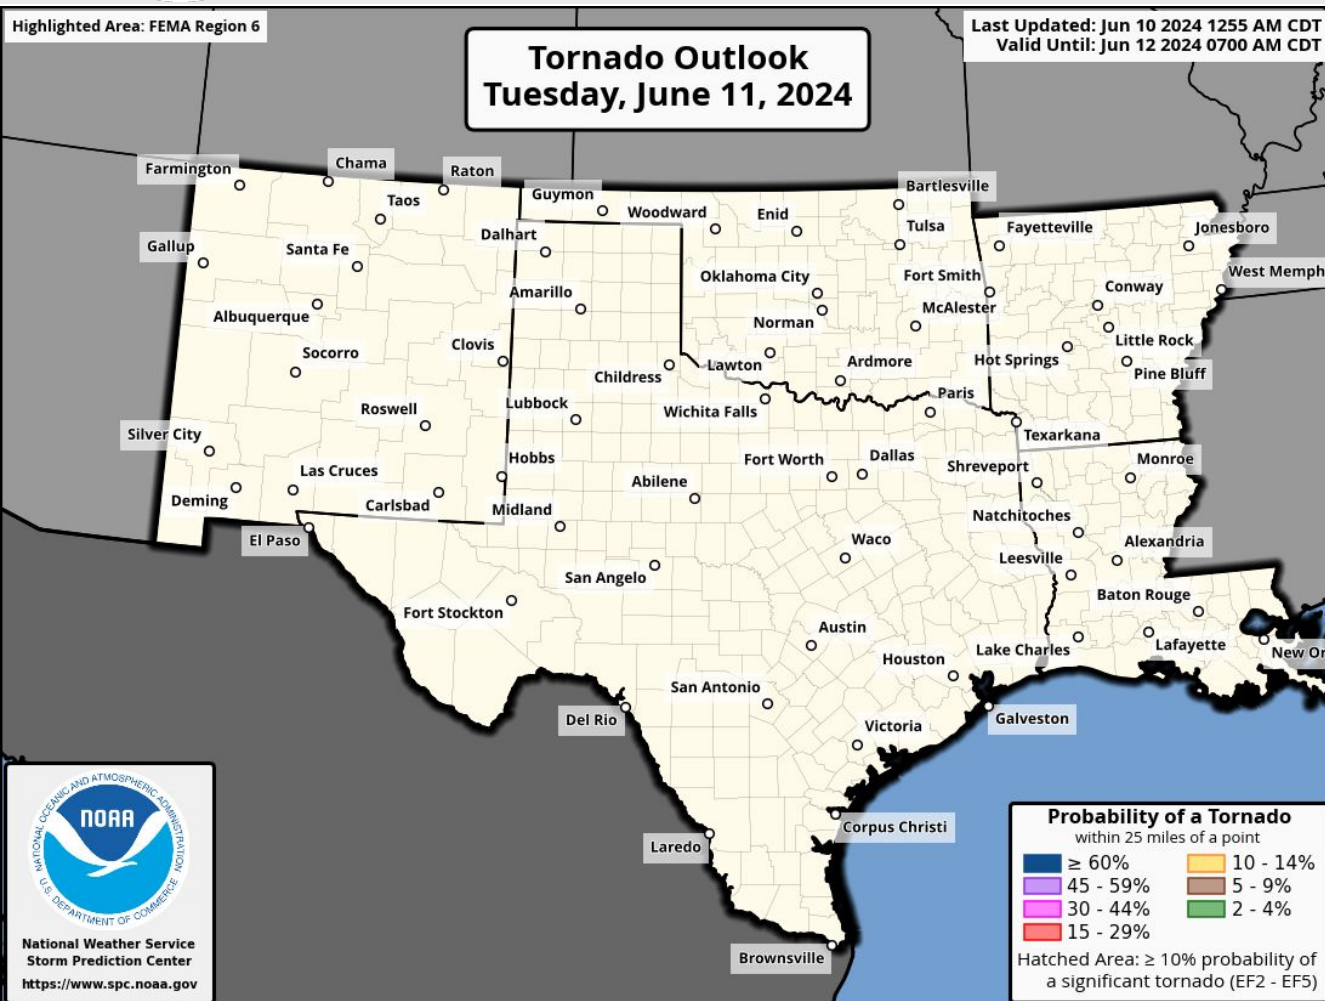 Highlighted Area: FEMA Region 6
Last Updated: Jun 10 2024 1255 AM CDT
Valid Until: Jun 12 2024 0700 AM CDT
Tornado Outlook
Tuesday, June 11, 2024
Farmington
Chama
Raton
Taos
Guymon
Woodward
Enid
Bartlesville
Tulsa
Fayetteville
Jonesboro
Gallup
Santa Fe
Dalhart
Oklahoma City
Fort Smith
West Memph
Albuquerque
Amarillo
Norman
McAlester
Conway
Socorro
Clovis
Childress
Lawton
Ardmore
Hot Springs
Little Rock
Pine Bluff
Roswell
Lubbock
Wichita Falls
Paris
Texarkana
Silver City
Las Cruces
Hobbs
Abilene
Fort Worth
Dallas
Shreveport
Monroe
Deming
Carlsbad
Midland
Natchitoches
El Paso
San Angelo
Waco
Leesville
Alexandria
Fort Stockton
Austin
Baton Rouge
Houston
Lake Charles
Lafayette
New Or
San Antonio
Del Rio
Victoria
Galveston
Laredo
Corpus Christi
Brownsville
NATIONAL OCEANIC AND ATMOSPHERIC ADMINISTRATION
NOAA
U.S. DEPARTMENT OF COMMERCE
National Weather Service
Storm Prediction Center
https://www.spc.noaa.gov
Probability of a Tornado
within 25 miles of a point
≥ 60%
45 - 59%
30 - 44%
15 - 29%
10 - 14%
5 - 9%
2 - 4%
Hatched Area: ≥ 10% probability of
a significant tornado (EF2 - EF5)